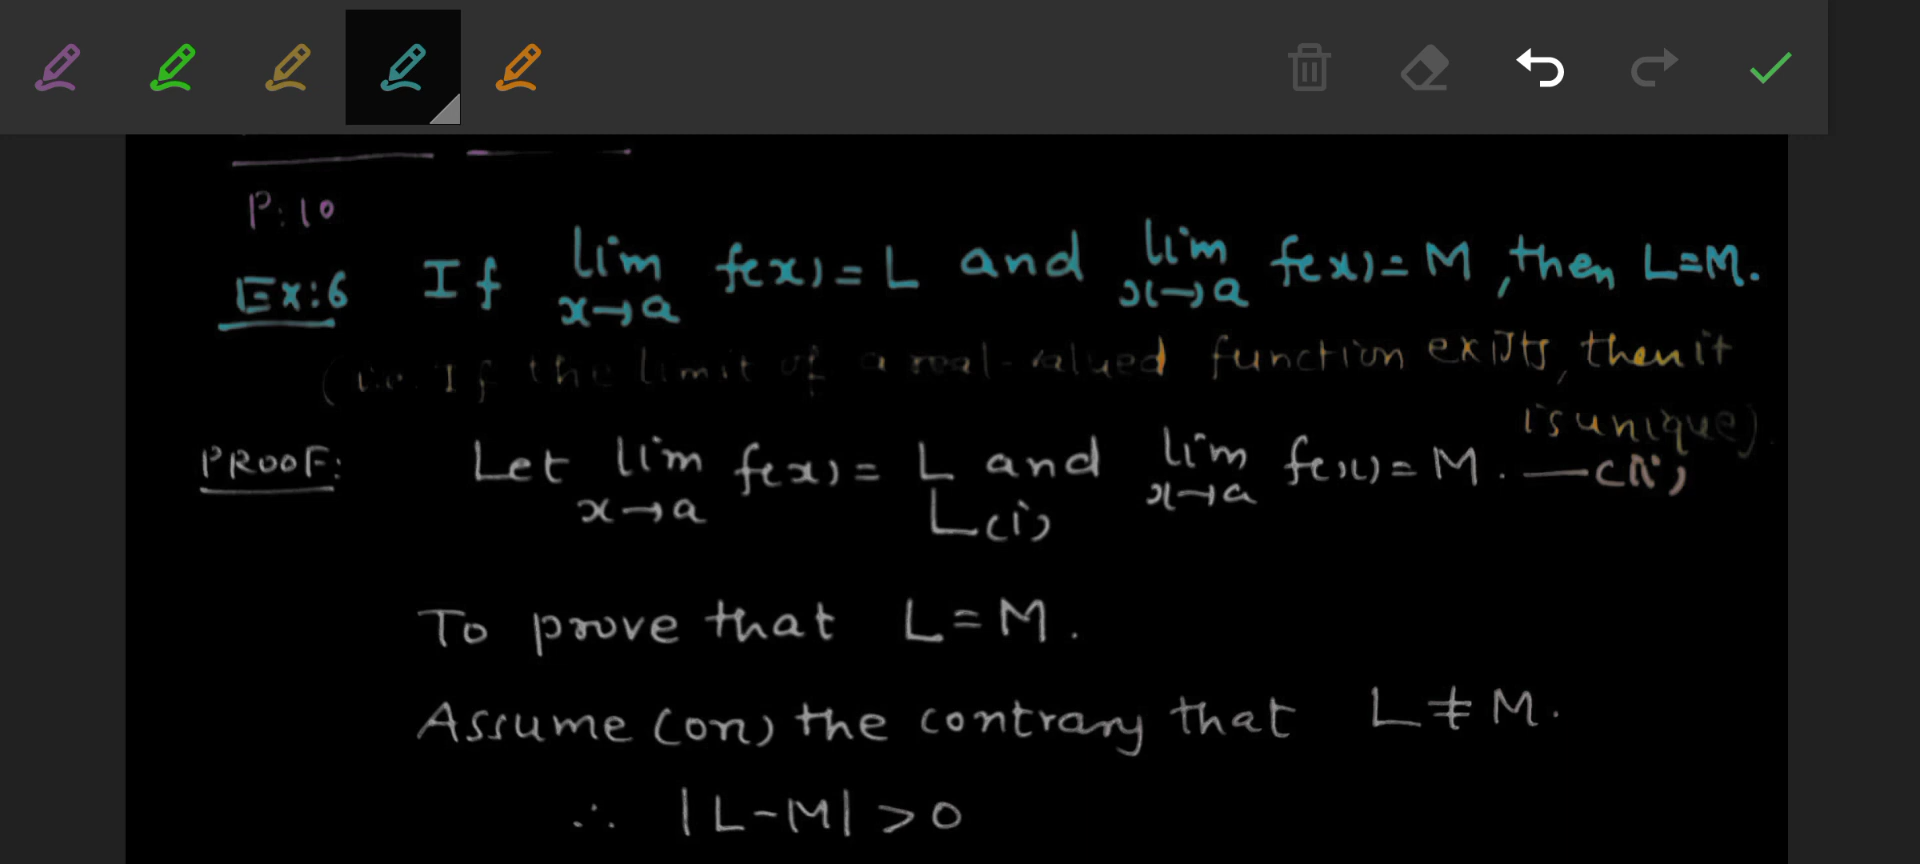 P:10
Ex:6 If lim x→a f(x) = L and lim x→a f(x) = M, then L=M.
(i.e. If the limit of a real-valued function exists, then it
is unique).
PROOF: Let lim x→a f(x) = L and lim x→a f(x) = M. —(ii)
L(i)
To prove that L=M.
Assume (on) the contrary that L≠M.
∴ |L-M| >0